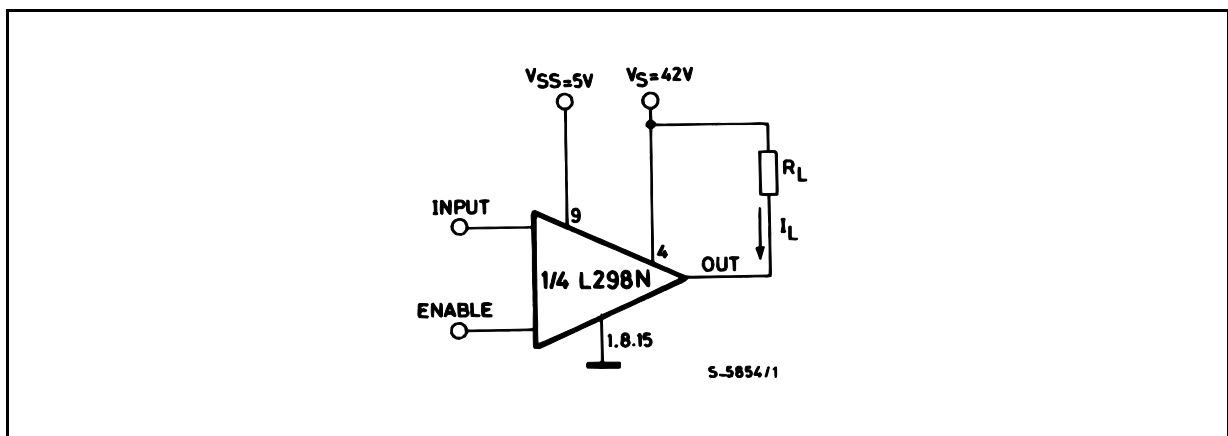 VSS=5V
VS=42V
RL
INPUT
9
IL
4
OUT
1/4 L298N
ENABLE
1.8.15
S-5854/1